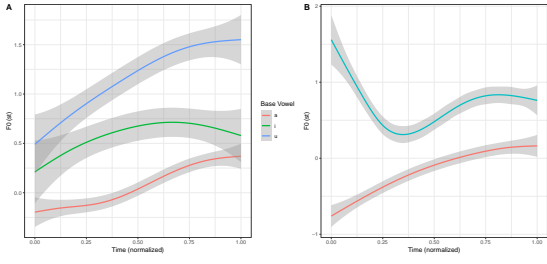 A
B
F0 (st)
1.5
1.0
0.5
0.0
0.00
0.25
0.50
0.75
1.00
Time (normalized)
Base Vowel
a
i
u
F0 (st)
2
1
0
−1
0.00
0.25
0.50
0.75
1.00
Time (normalized)